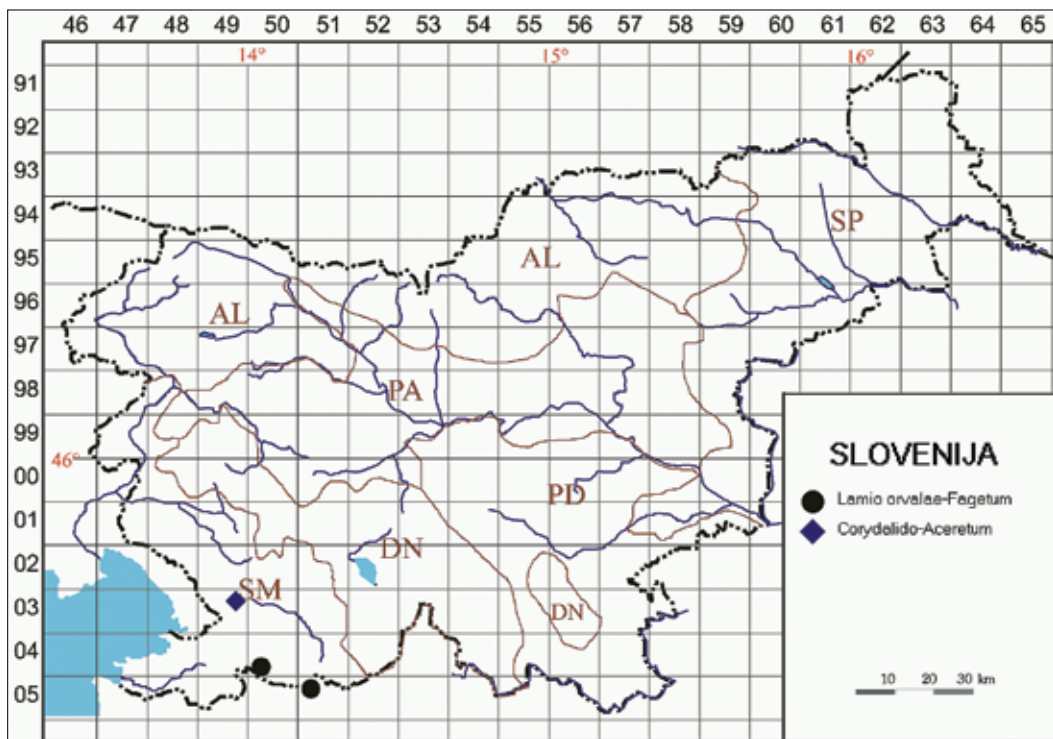 46 47 48 49 50 51 52 53 54 55 56 57 58 59 60 61 62 63 64 65
14° 15° 16°
91
92
93
94
SP
95
AL
96
AL
97
98
PA
99
46°
00
SLOVENIJA
PD
Lamio orvalae-Fagetum
01
Corydalido-Aceretum
02
DN
SM
03
DN
04
05
10 20 30 km